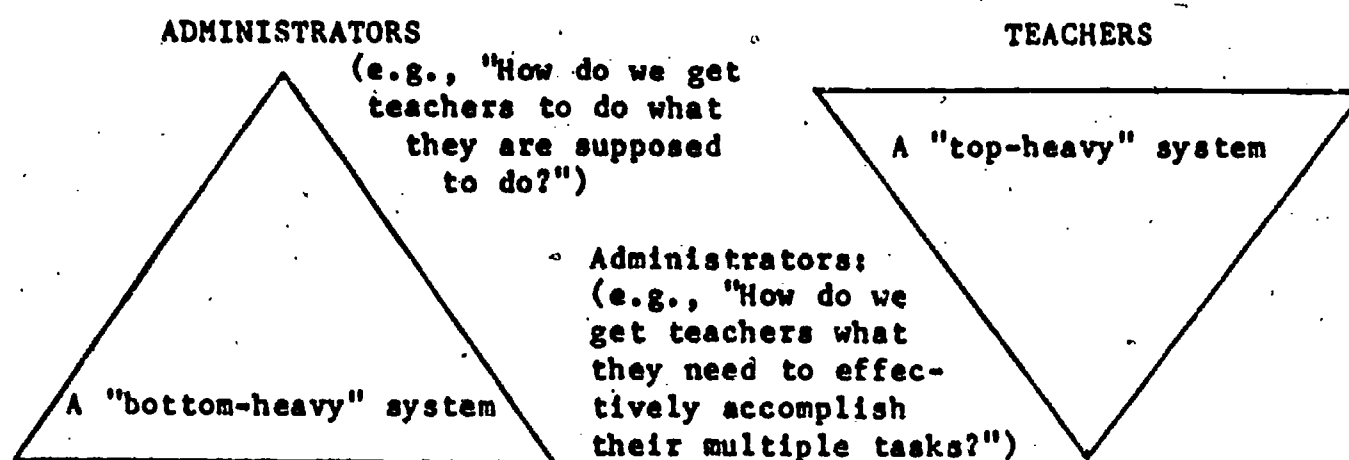 ADMINISTRATORS
(e.g., "How do we get
teachers to do what
they are supposed
to do?")
A "bottom-heavy" system
TEACHERS
A "top-heavy" system
Administrators:
(e.g., "How do we
get teachers what
they need to effec-
tively accomplish
their multiple tasks?")